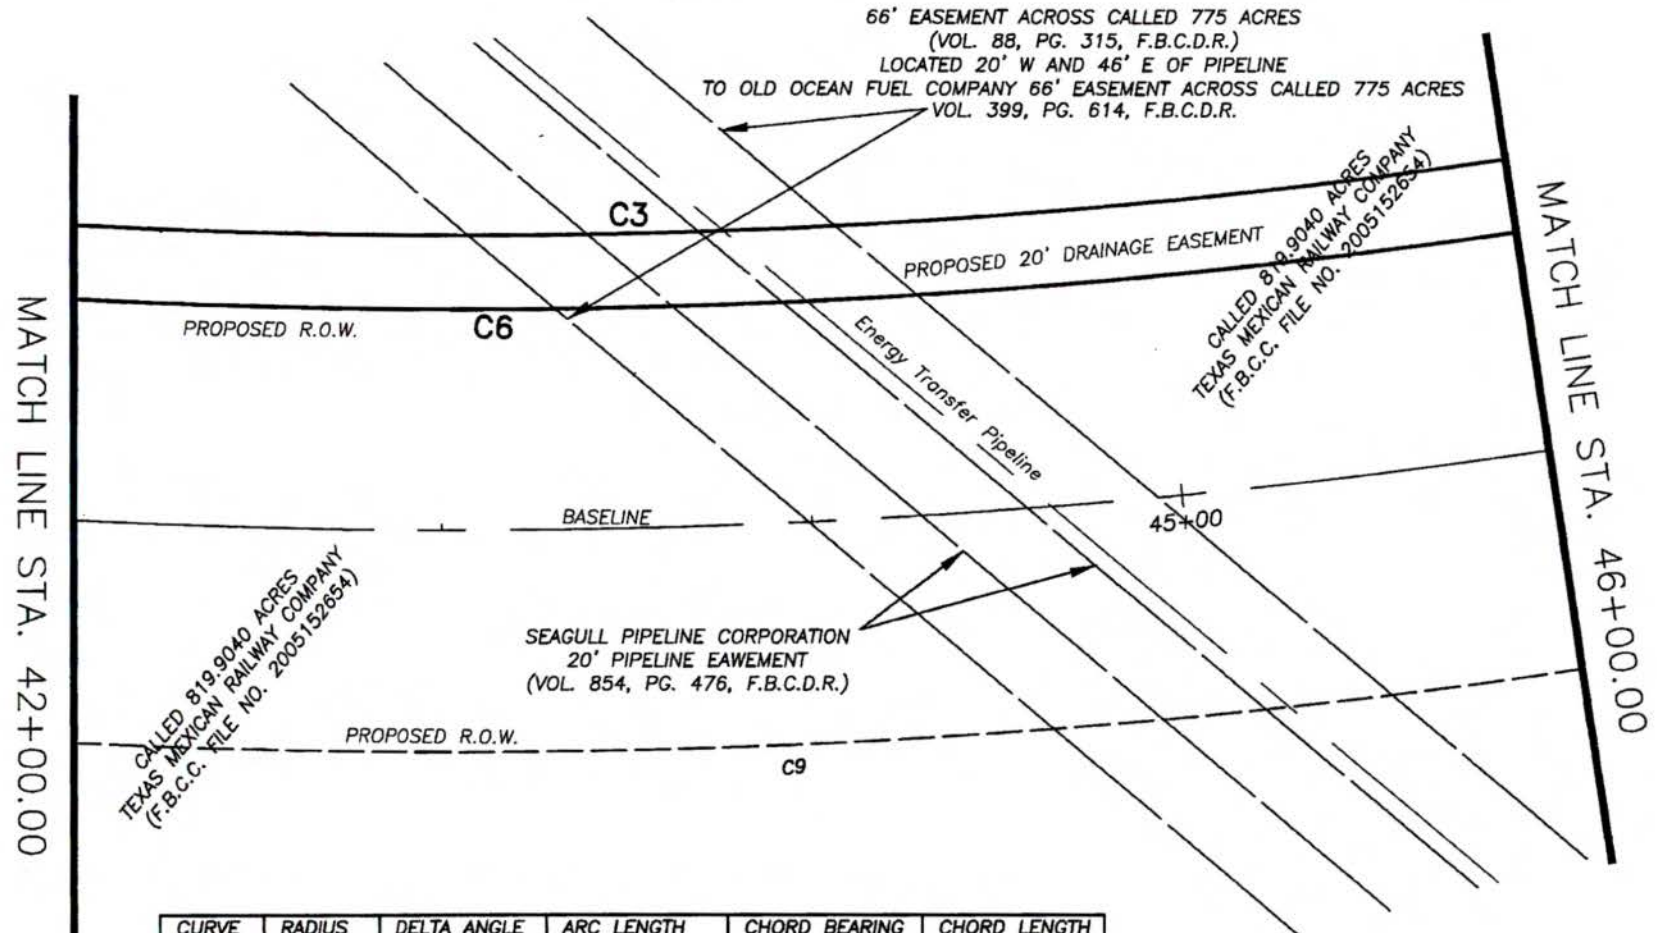 66' EASEMENT ACROSS CALLED 775 ACRES
(VOL. 88, PG. 315, F.B.C.D.R.)
LOCATED 20' W AND 46' E OF PIPELINE
TO OLD OCEAN FUEL COMPANY 66' EASEMENT ACROSS CALLED 775 ACRES
VOL. 399, PG. 614, F.B.C.D.R.
C3
PROPOSED 20' DRAINAGE EASEMENT
CALLED 819.9040 ACRES
TEXAS MEXICAN RAILWAY COMPANY
(F.B.C.C. FILE NO. 2005152654)
MATCH LINE STA. 46+00.00
MATCH LINE STA. 42+00.00
PROPOSED R.O.W.
C6
Energy Transfer Pipeline
BASELINE
45+00
CALLED 819.9040 ACRES
TEXAS MEXICAN RAILWAY COMPANY
(F.B.C.C. FILE NO. 2005152654)
SEAGULL PIPELINE CORPORATION
20' PIPELINE EAWEMENT
(VOL. 854, PG. 476, F.B.C.D.R.)
PROPOSED R.O.W.
C9
CURVE RADIUS DELTA ANGLE ARC LENGTH CHORD BEARING CHORD LENGTH